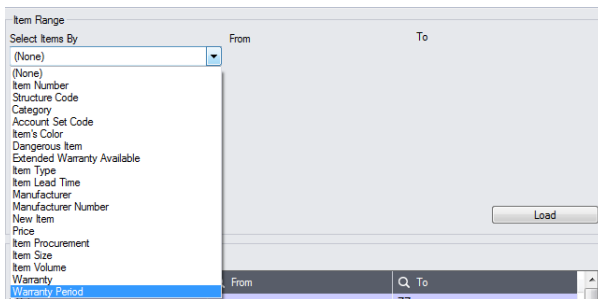 Item Range
Select Items By From To
(None)
(None)
Item Number
Structure Code
Category
Account Set Code
Item's Color
Dangerous Item
Extended Warranty Available
Item Type
Item Lead Time
Manufacturer
Manufacturer Number
New Item
Price
Load
Item Procurement
Item Size
Item Volume
Warranty
From To
Warranty Period